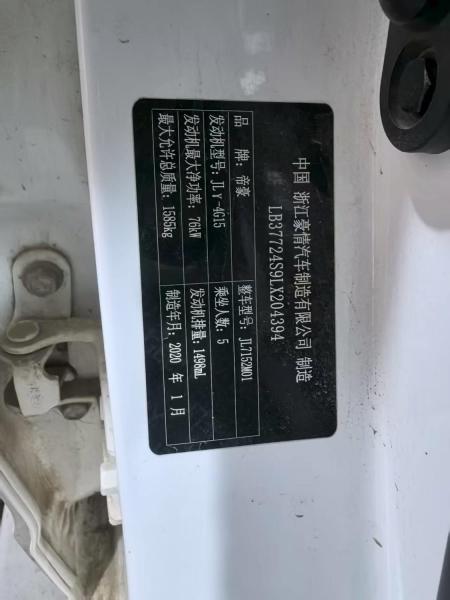 中国 浙江豪情汽车制造有限公司 制造
LB37724S9LX204394
品 牌：帝豪 整车型号：JL7152M01
发动机型号：JLγ-4G15 乘坐人数：5
发动机最大净功率：76kW 发动机排量：1498mL
最大允许总质量：1585kg 制造年月：2020 年 1 月